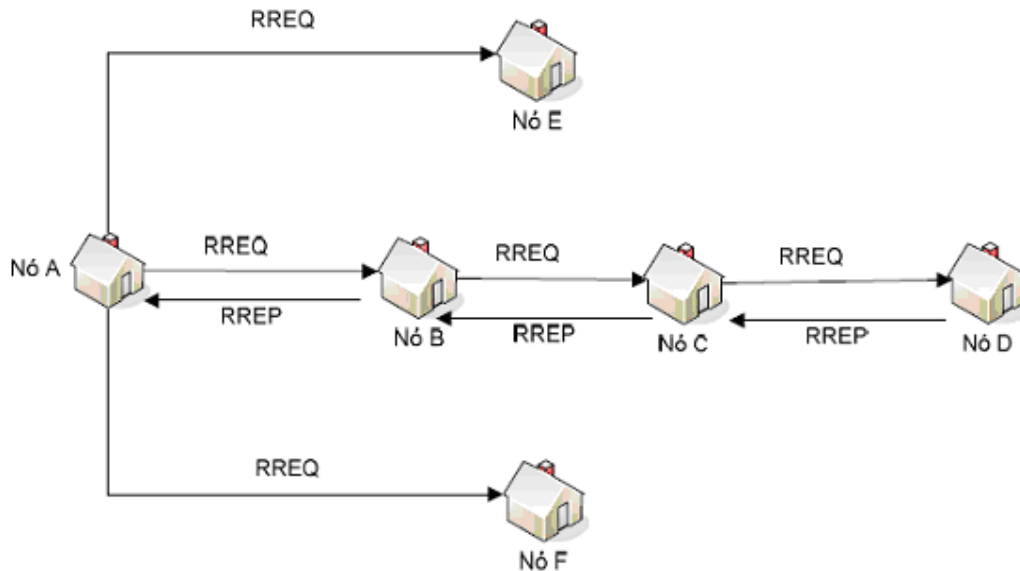 RREQ
Nó E
Nó A
RREQ
RREQ
RREQ
RREP
RREP
RREP
Nó B
Nó C
Nó D
RREQ
Nó F